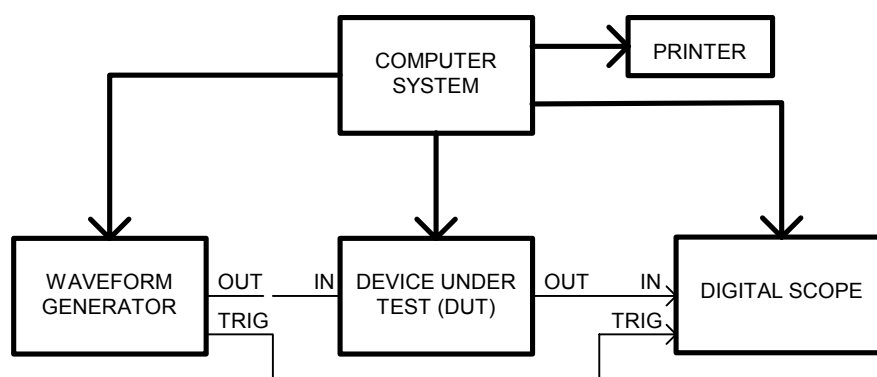 COMPUTER
SYSTEM
PRINTER
WAVEFORM
GENERATOR
OUT
TRIG
IN
DEVICE UNDER
TEST (DUT)
OUT
IN
TRIG
DIGITAL SCOPE